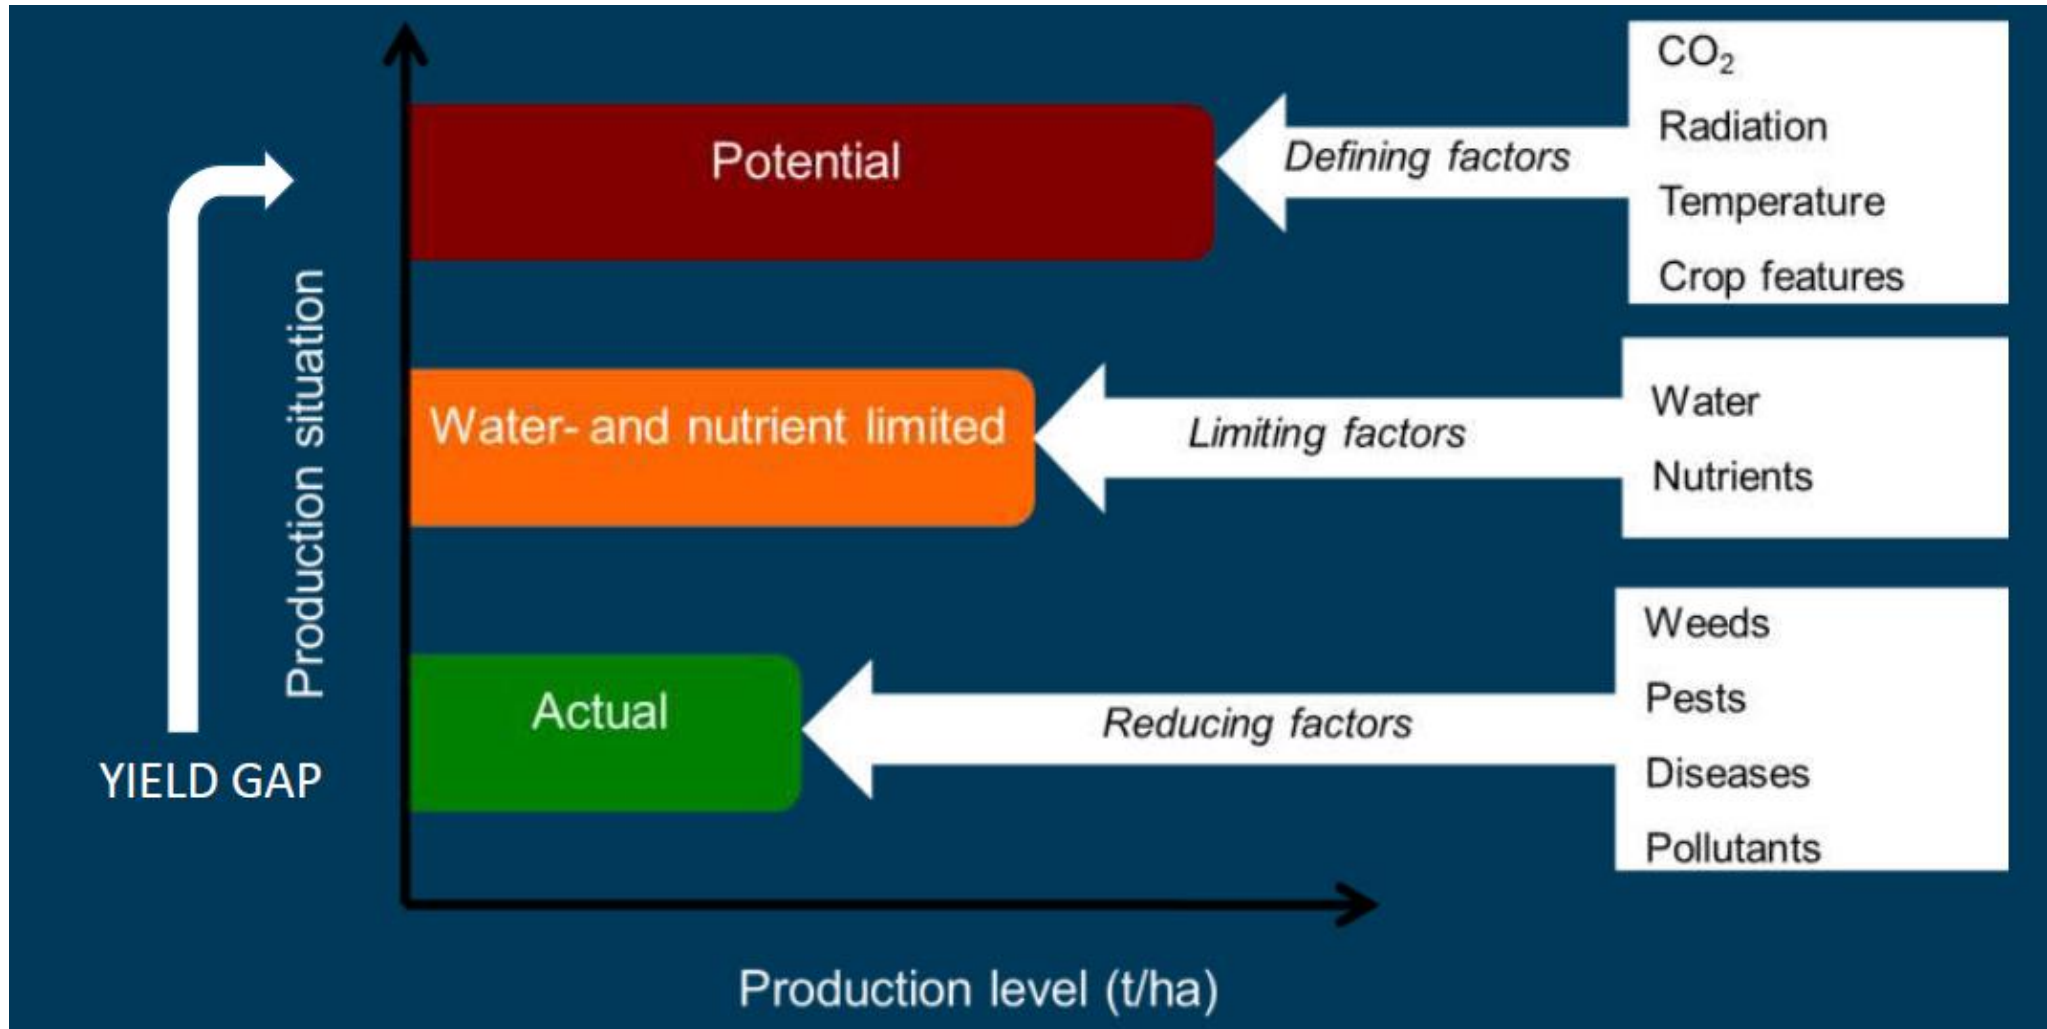 CO₂
Radiation
Temperature
Crop features
Potential
Defining factors
Water- and nutrient limited
Limiting factors
Water
Nutrients
Actual
Reducing factors
Weeds
Pests
Diseases
Pollutants
Production situation
YIELD GAP
Production level (t/ha)